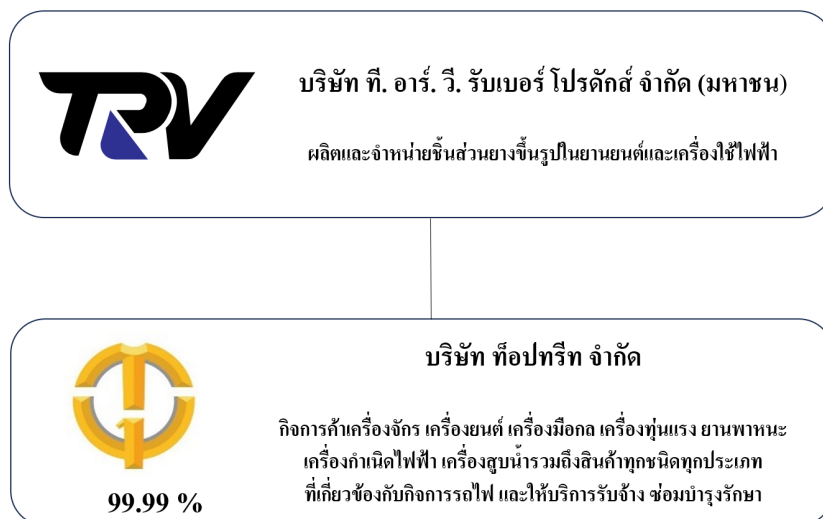 TRV
บริษัท ที. อาร์. วี. รับเบอร์ โปรดักส์ จำกัด (มหาชน)
ผลิตและจำหน่ายชิ้นส่วนยางขึ้นรูปในยานยนต์และเครื่องใช้ไฟฟ้า
บริษัท ท็อปทรีท จำกัด
กิจการค้าเครื่องจักร เครื่องยนต์ เครื่องมือกล เครื่องทุ่นแรง ยานพาหนะ
เครื่องกำเนิดไฟฟ้า เครื่องสูบน้ำรวมถึงสินค้าทุกชนิดทุกประเภท
ที่เกี่ยวข้องกับกิจการรถไฟ และให้บริการรับจ้าง ซ่อมบำรุงรักษา
99.99 %